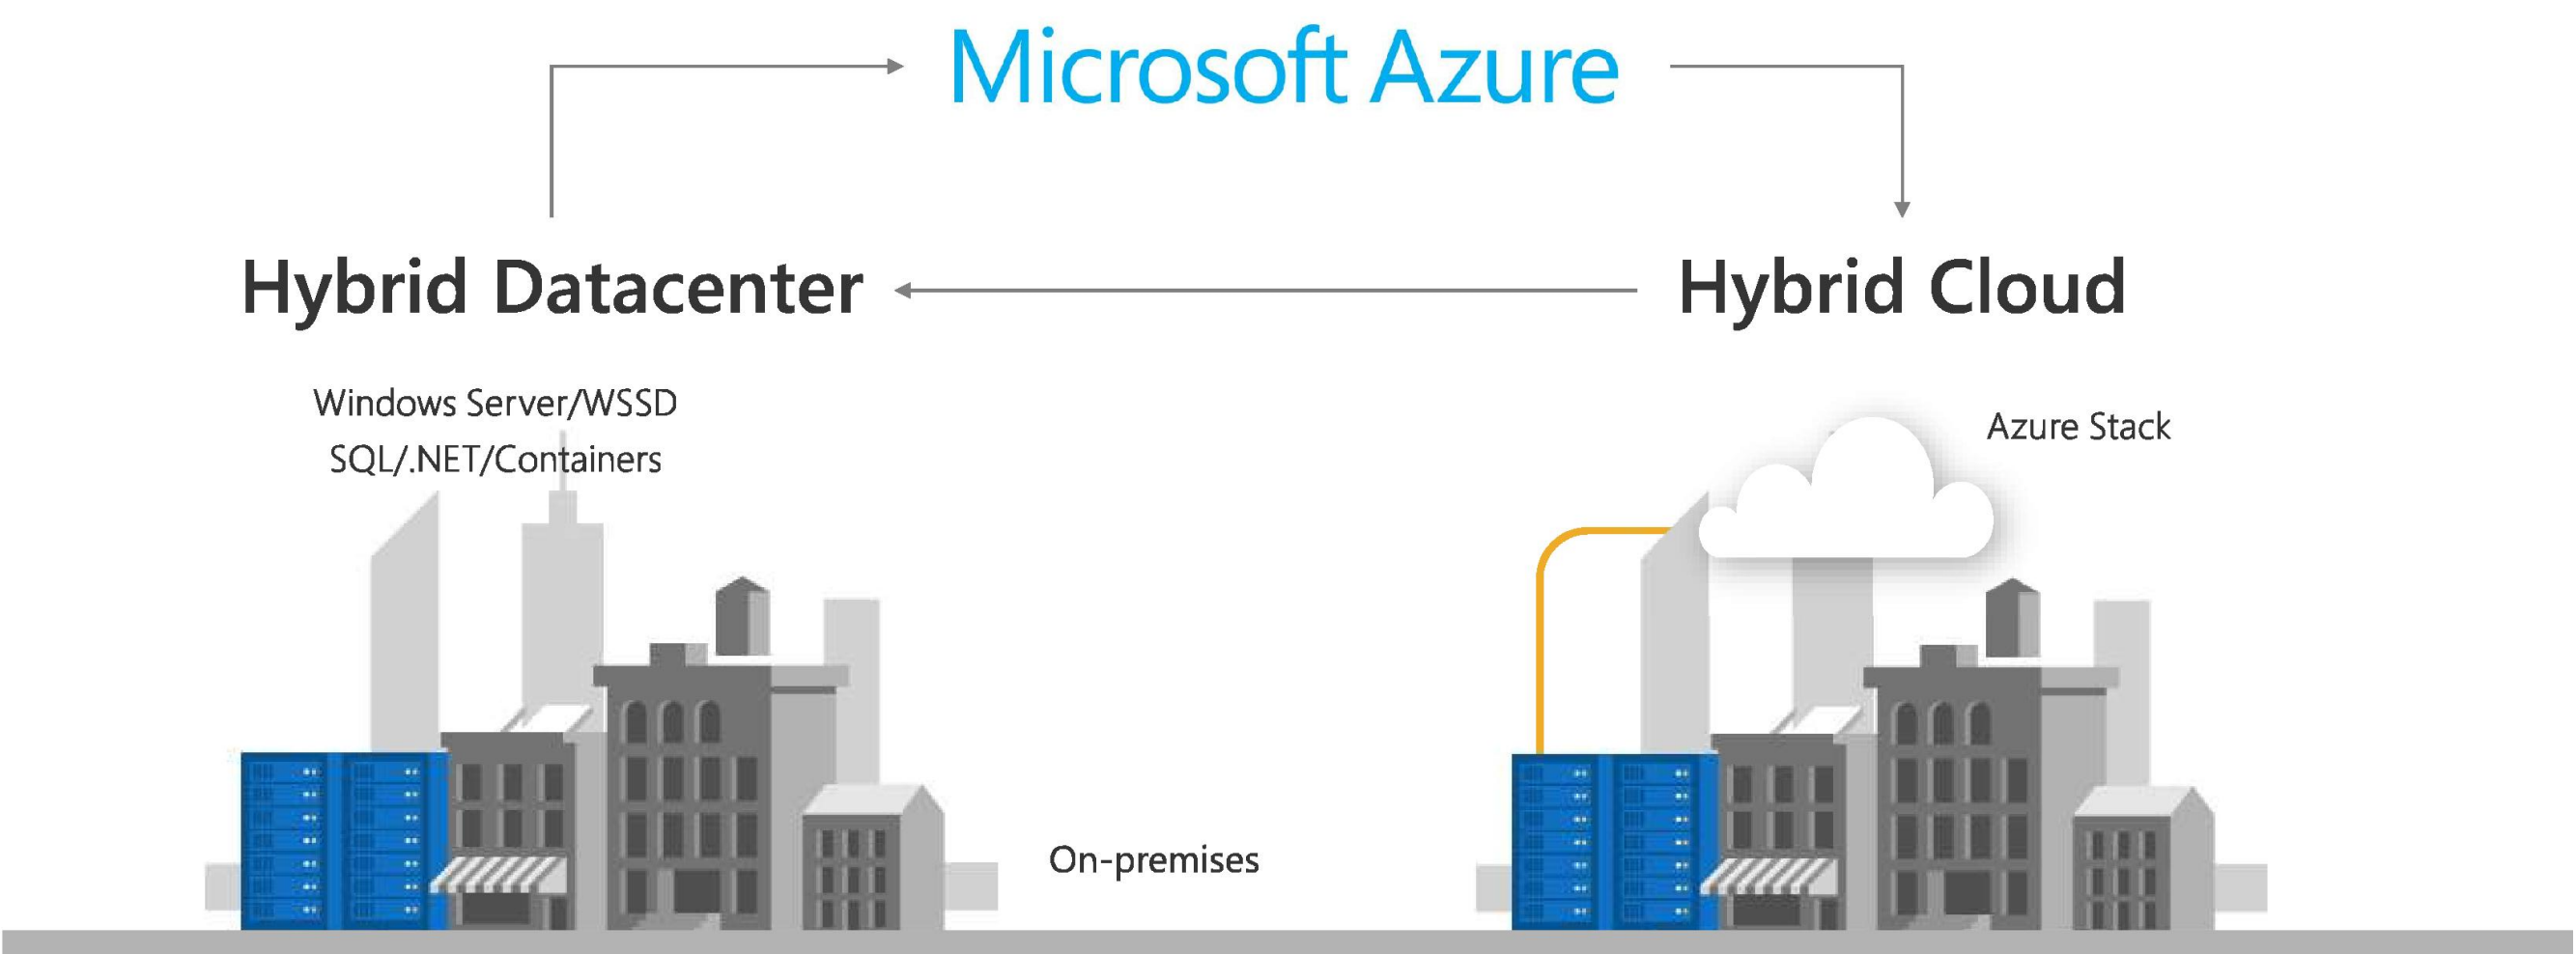 Microsoft Azure
Hybrid Datacenter
Hybrid Cloud
Windows Server/WSSD
SQL/.NET/Containers
Azure Stack
On-premises